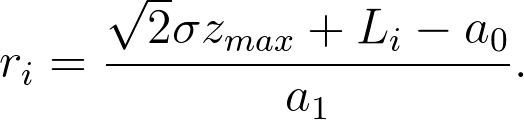 $r_i = \frac{\sqrt{2}\sigma z_{max} + L_i - a_0}{a_1}.$